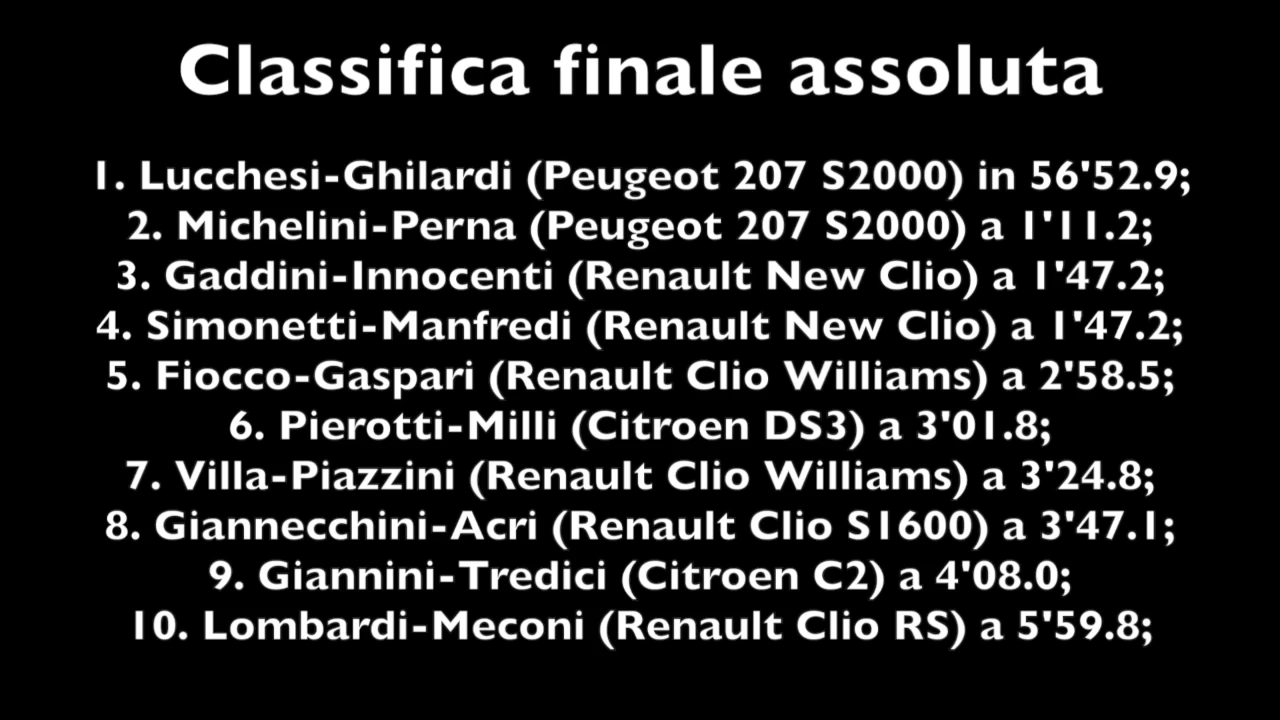 Classifica finale assoluta
1. Lucchesi-Ghilardi (Peugeot 207 S2000) in 56'52.9;
2. Michelini-Perna (Peugeot 207 S2000) a 1'11.2;
3. Gaddini-Innocenti (Renault New Clio) a 1'47.2;
4. Simonetti-Manfredi (Renault New Clio) a 1'47.2;
5. Fiocco-Gaspari (Renault Clio Williams) a 2'58.5;
6. Pierotti-Milli (Citroen DS3) a 3'01.8;
7. Villa-Piazzini (Renault Clio Williams) a 3'24.8;
8. Giannecchini-Acri (Renault Clio S1600) a 3'47.1;
9. Giannini-Tredici (Citroen C2) a 4'08.0;
10. Lombardi-Meconi (Renault Clio RS) a 5'59.8;